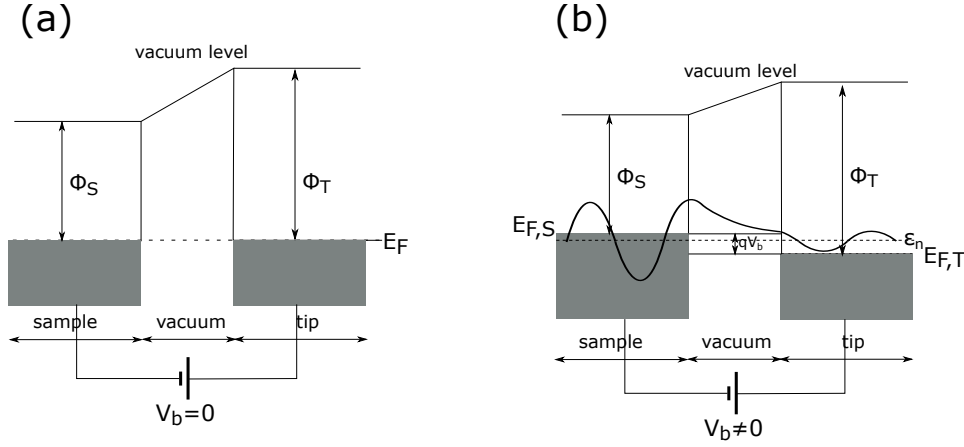 (a)
vacuum level
Φ_S
Φ_T
E_F
sample
vacuum
tip
V_b=0
(b)
vacuum level
Φ_S
Φ_T
E_F,S
qV_b
ε_n
E_F,T
sample
vacuum
tip
V_b≠0